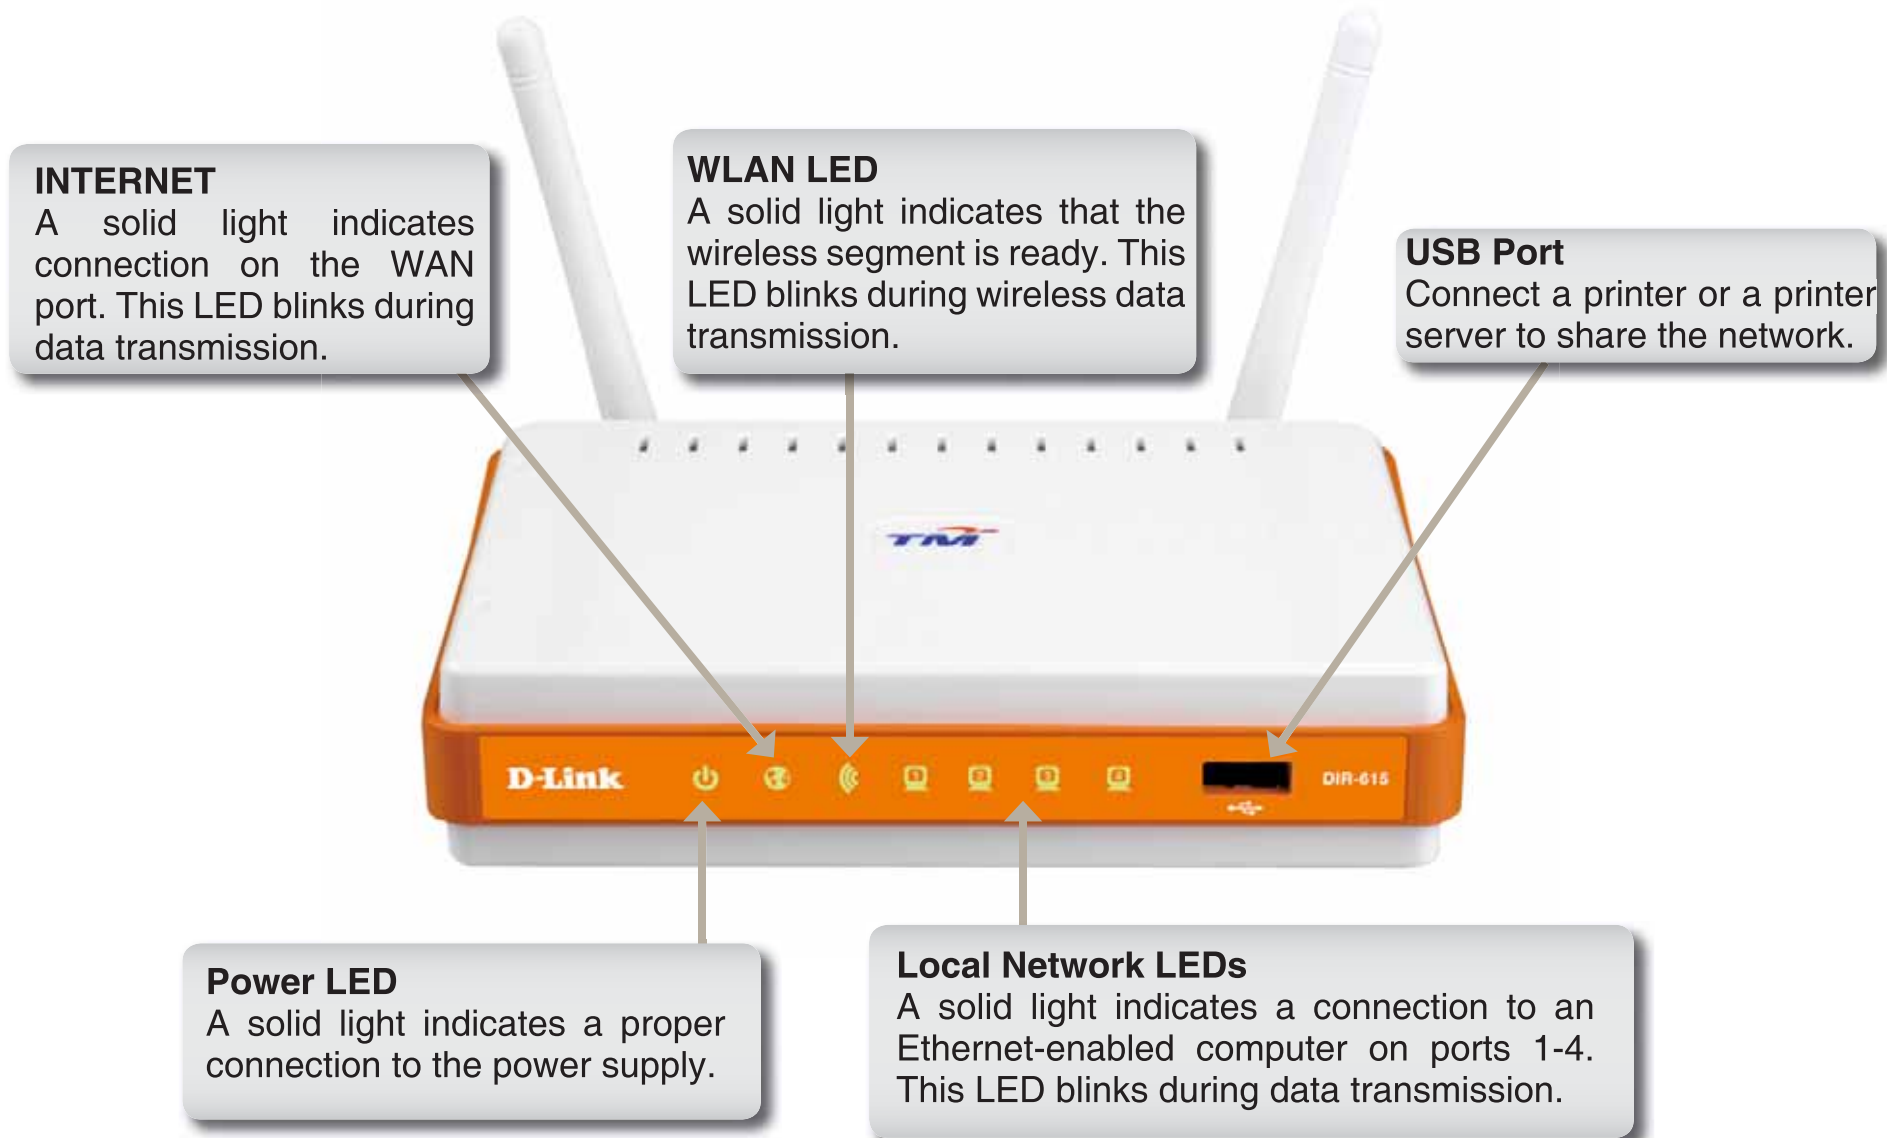 INTERNET
A solid light indicates
connection on the WAN
port. This LED blinks during
data transmission.
WLAN LED
A solid light indicates that the
wireless segment is ready. This
LED blinks during wireless data
transmission.
USB Port
Connect a printer or a printer
server to share the network.
TM
D-Link
1
2
3
4
DIR-615
Power LED
A solid light indicates a proper
connection to the power supply.
Local Network LEDs
A solid light indicates a connection to an
Ethernet-enabled computer on ports 1-4.
This LED blinks during data transmission.